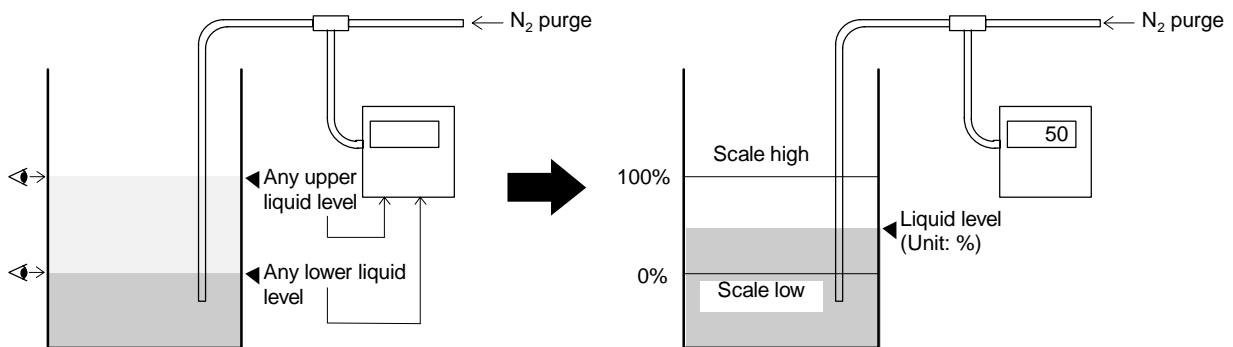 N₂ purge
Any upper
liquid level
Any lower liquid
level
N₂ purge
50
Scale high
100%
Liquid level
(Unit: %)
0%
Scale low